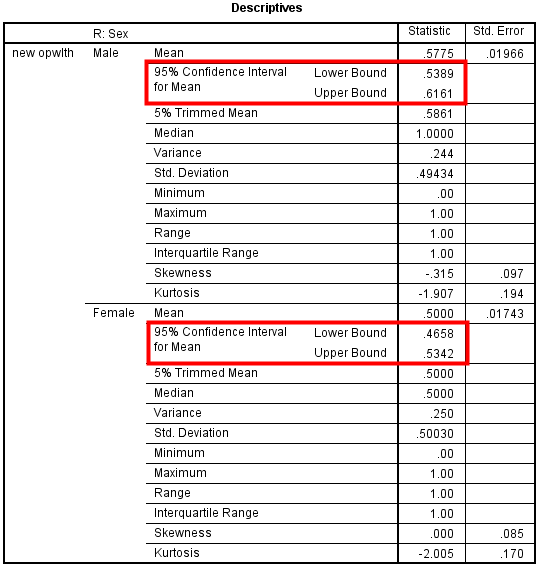 Descriptives
R: Sex Statistic Std. Error
new opwlth Male Mean .5775 .01966
95% Confidence Interval Lower Bound .5389
for Mean Upper Bound .6161
5% Trimmed Mean .5861
Median 1.0000
Variance .244
Std. Deviation .49434
Minimum .00
Maximum 1.00
Range 1.00
Interquartile Range 1.00
Skewness -.315 .097
Kurtosis -1.907 .194
Female Mean .5000 .01743
95% Confidence Interval Lower Bound .4658
for Mean Upper Bound .5342
5% Trimmed Mean .5000
Median .5000
Variance .250
Std. Deviation .50030
Minimum .00
Maximum 1.00
Range 1.00
Interquartile Range 1.00
Skewness .000 .085
Kurtosis -2.005 .170